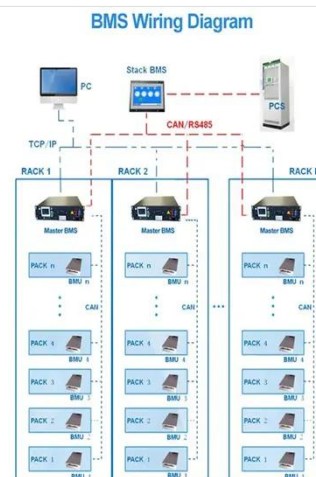 BMS Wiring Diagram
Stack BMS
PC
PCS
CAN/RS485
TCP/IP
RACK 1
RACK 2
RACK
Master BMS
Master BMS
Master BMS
PACK n
BMU n
PACK n
BMU n
PACK n
BMU n
CAN
CAN
CAN
PACK 4
BMU 4
PACK 4
BMU 4
PACK 4
BMU 4
PACK 3
BMU 3
PACK 3
BMU 3
PACK 3
BMU 3
PACK 2
BMU 2
PACK 2
BMU 2
PACK 2
BMU 2
PACK 1
BMU
PACK 1
BMU
PACK 1
BMU